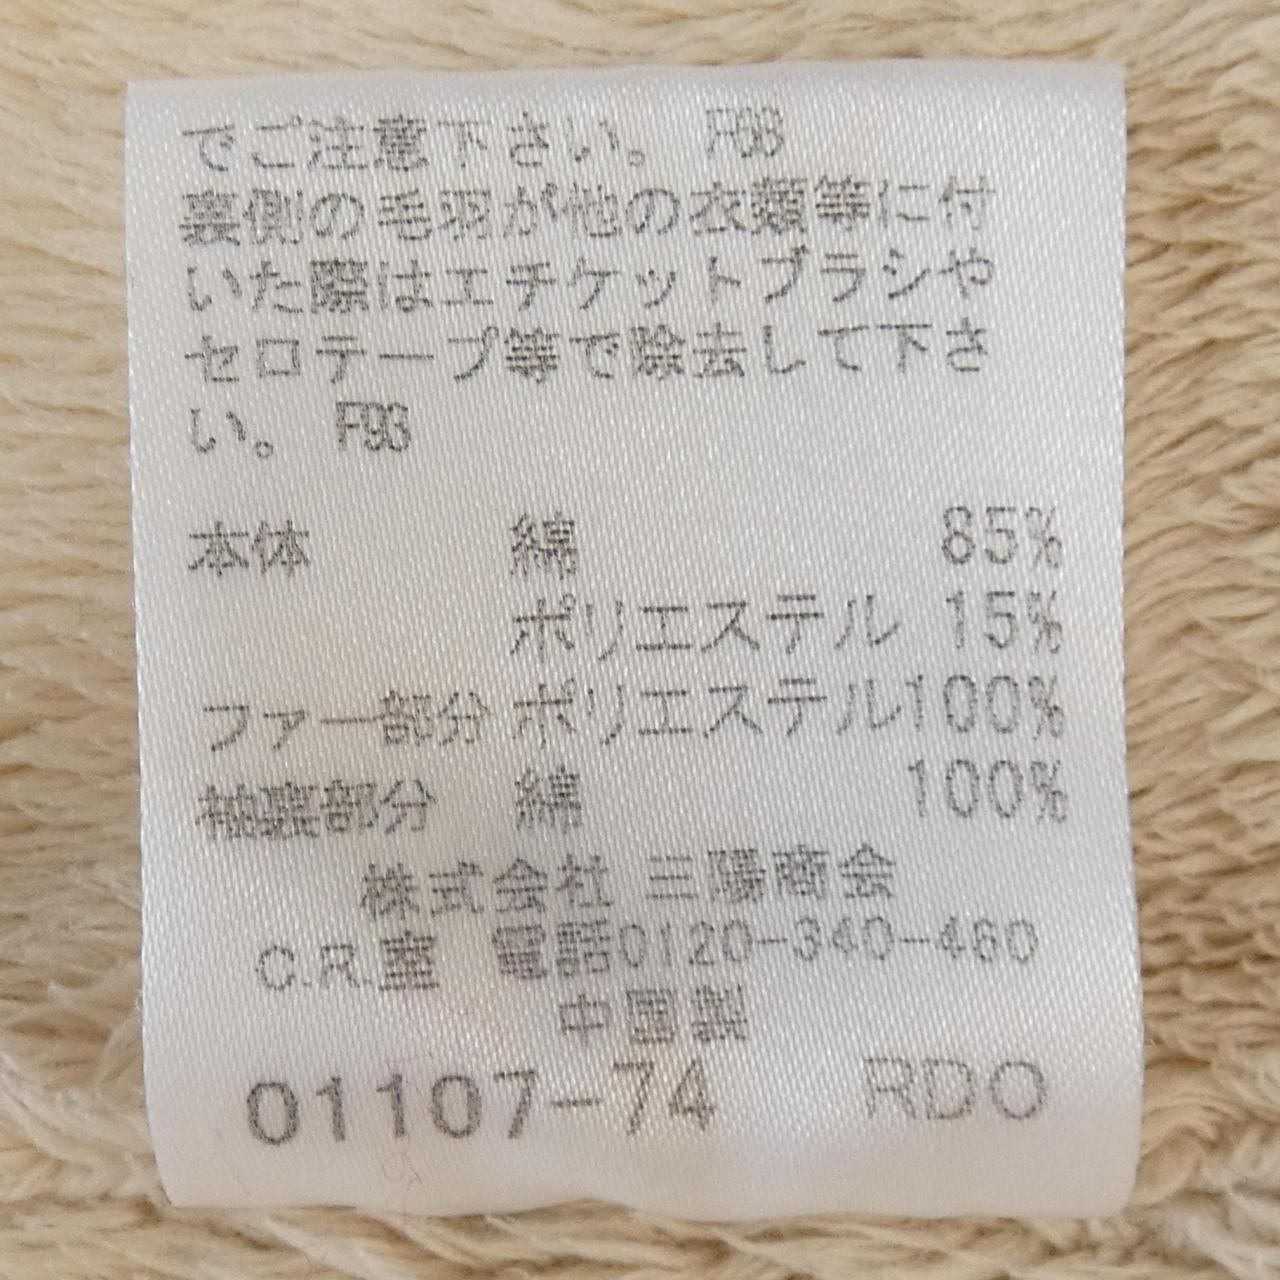 でご注意下さい。 F68
裏側の毛羽が他の衣類等に付
いた際はエチケットブラシや
セロテープ等で除去して下さ
い。 F96
本体 綿 85%
ポリエステル 15%
ファー部分 ポリエステル100%
袖裏部分 綿 100%
株式会社 三陽商会
C.R.室 電話0120-340-460
中国製
01107-74 RDO